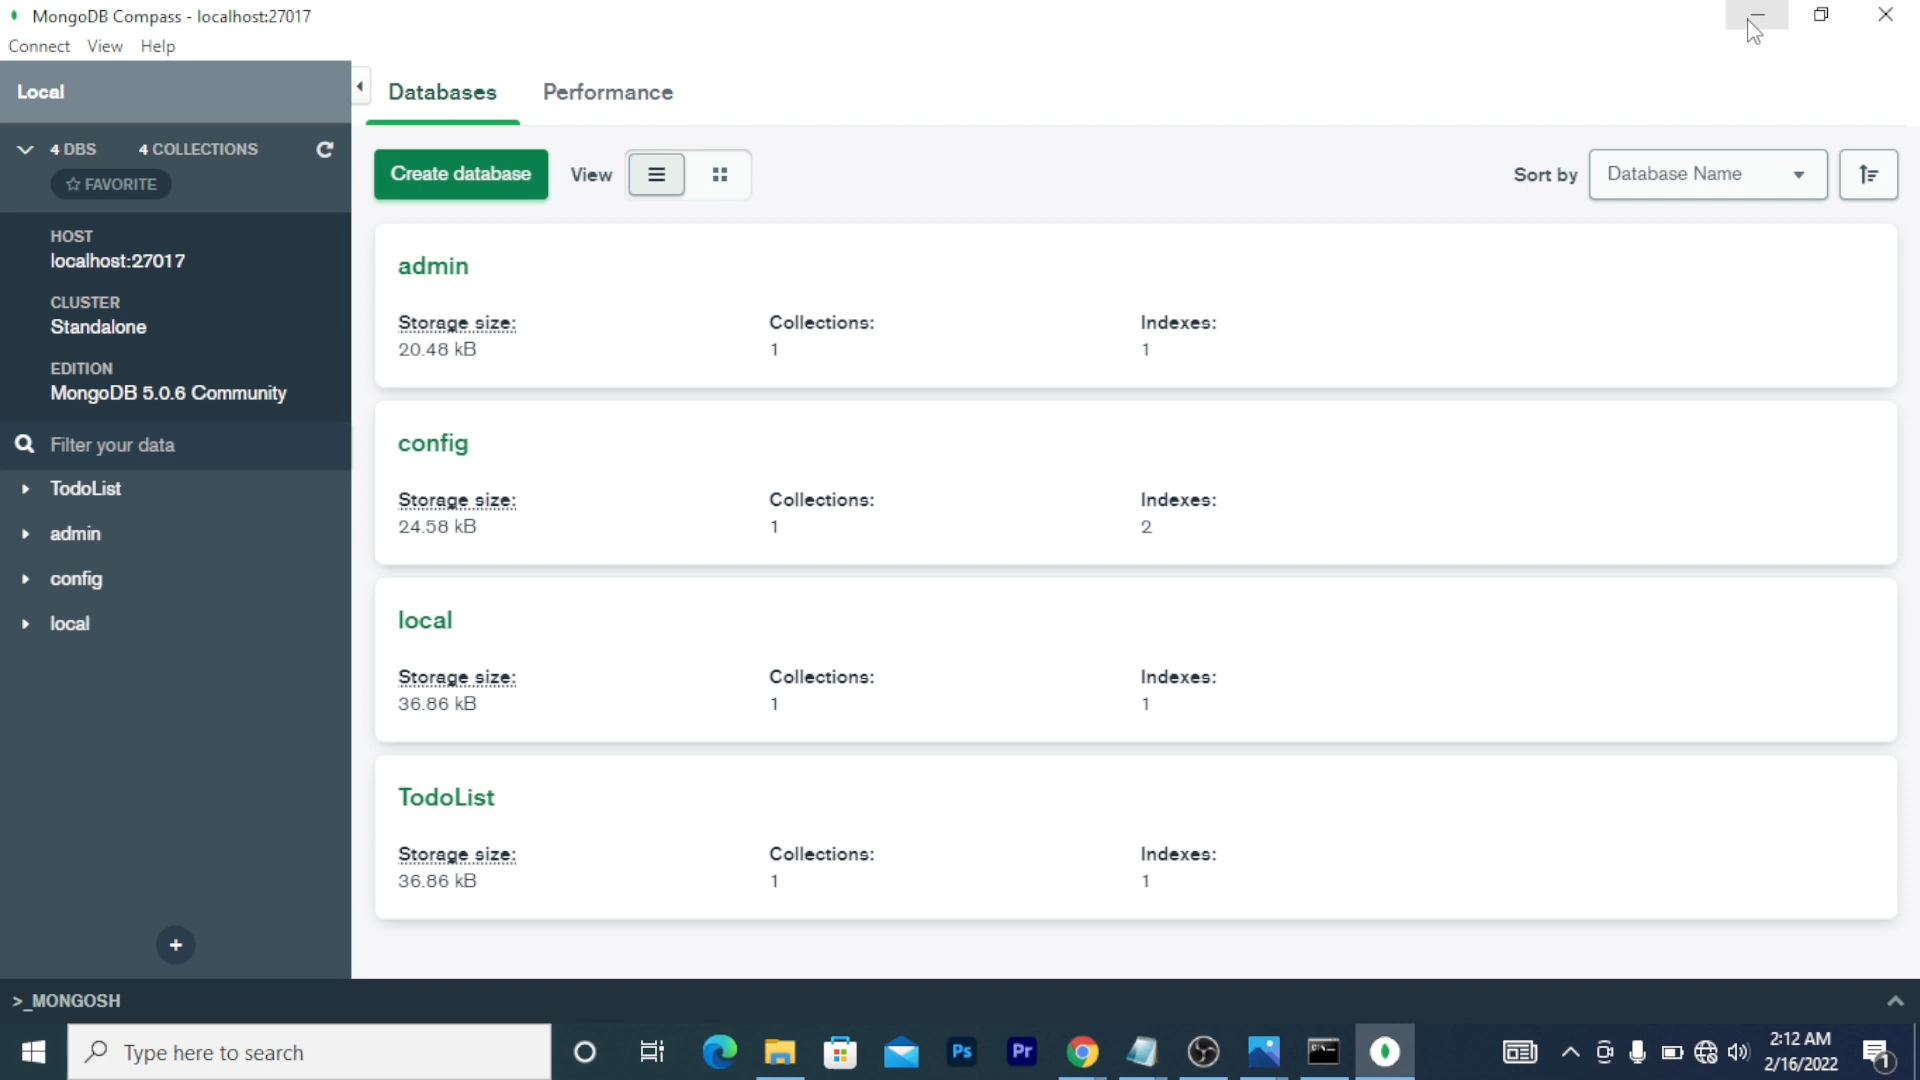 MongoDB Compass - localhost:27017
Connect View Help
Local
Databases Performance
4 DBS 4 COLLECTIONS
FAVORITE
Create database View Sort by Database Name
HOST
localhost:27017
CLUSTER
Standalone
EDITION
MongoDB 5.0.6 Community
Filter your data
TodoList
admin
config
local
admin
Storage size: Collections: Indexes:
20.48 kB 1 1
config
Storage size: Collections: Indexes:
24.58 kB 1 2
local
Storage size: Collections: Indexes:
36.86 kB 1 1
TodoList
Storage size: Collections: Indexes:
36.86 kB 1 1
+
>_MONGOSH
Type here to search Ps Pr 2:12 AM
2/16/2022 1